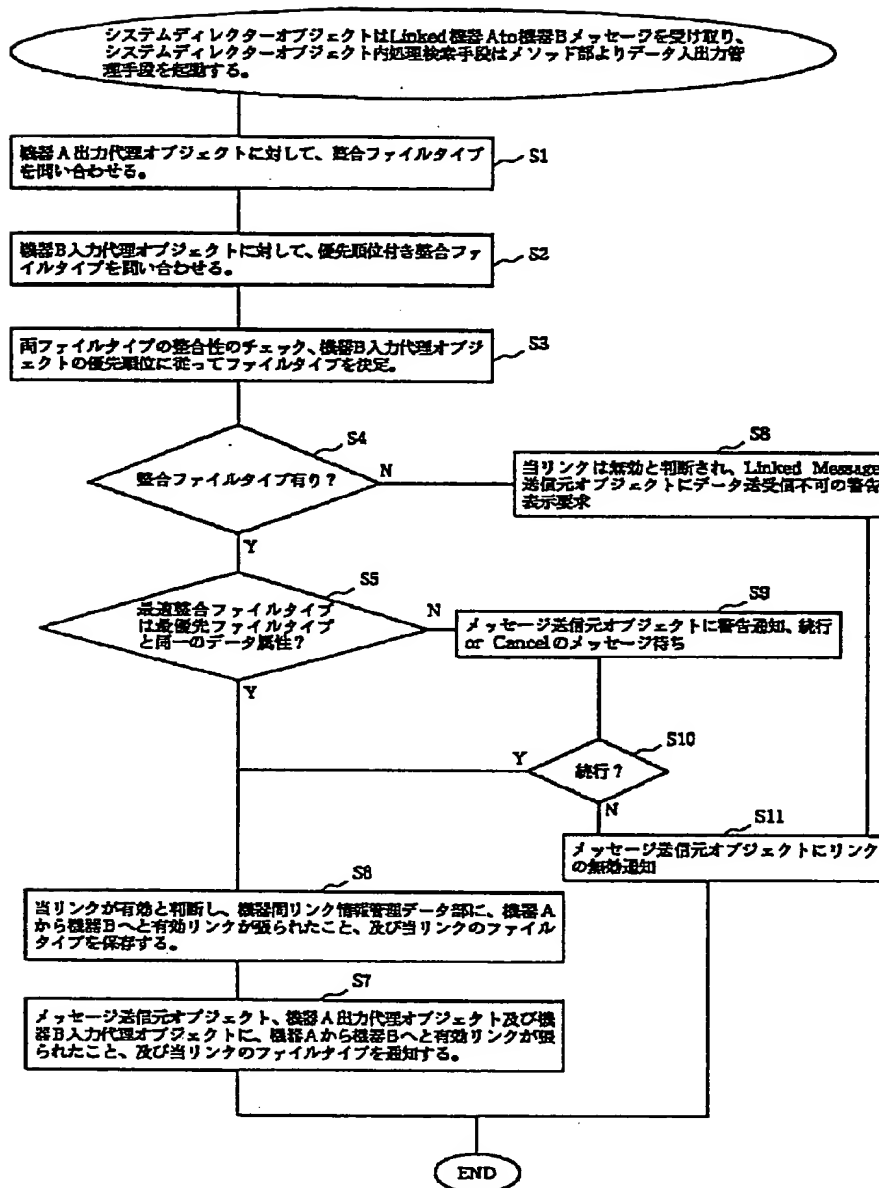 システムディレクターオブジェクトはLinked機器Ato機器Bメッセージを受け取り、
システムディレクターオブジェクト内処理検索手段はメソッド部よりデータ入出力管
理手段を起動する。
機器A出力代理オブジェクトに対して、整合ファイルタイプ
を問い合わせる。
S1
機器B入力代理オブジェクトに対して、優先順位付き整合ファ
イルタイプを問い合わせる。
S2
両ファイルタイプの整合性のチェック、機器B入力代理オブジ
ェクトの優先順位に従ってファイルタイプを決定。
S3
S4
整合ファイルタイプ有り？
N
Y
S8
当リンクは無効と判断され、Linked Message
送信元オブジェクトにデータ送受信不可の警告
表示要求
S5
最適整合ファイルタイプ
は最優先ファイルタイプ
と同一のデータ属性？
N
Y
S9
メッセージ送信元オブジェクトに警告通知、続行
or Cancelのメッセージ待ち
S10
続行？
Y
N
S11
メッセージ送信元オブジェクトにリンク
の無効通知
S6
当リンクが有効と判断し、機器間リンク情報管理データ部に、機器A
から機器Bへと有効リンクが張られたこと、及び当リンクのファイル
タイプを保存する。
S7
メッセージ送信元オブジェクト、機器A出力代理オブジェクト及び機
器B入力代理オブジェクトに、機器Aから機器Bへと有効リンクが張
られたこと、及び当リンクのファイルタイプを通知する。
END